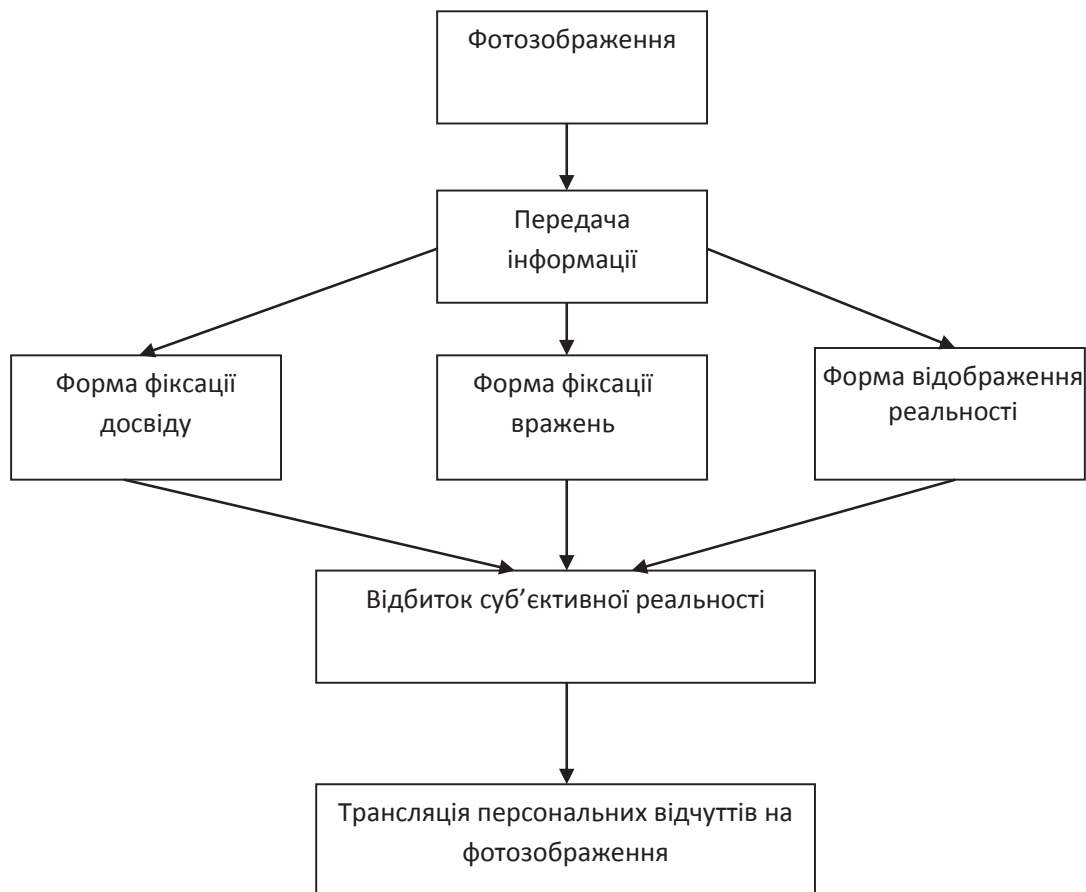 Фотозображення
Передача
інформації
Форма фіксації
досвіду
Форма фіксації
вражень
Форма відображення
реальності
Відбиток суб’єктивної реальності
Трансляція персональних відчуттів на
фотозображення